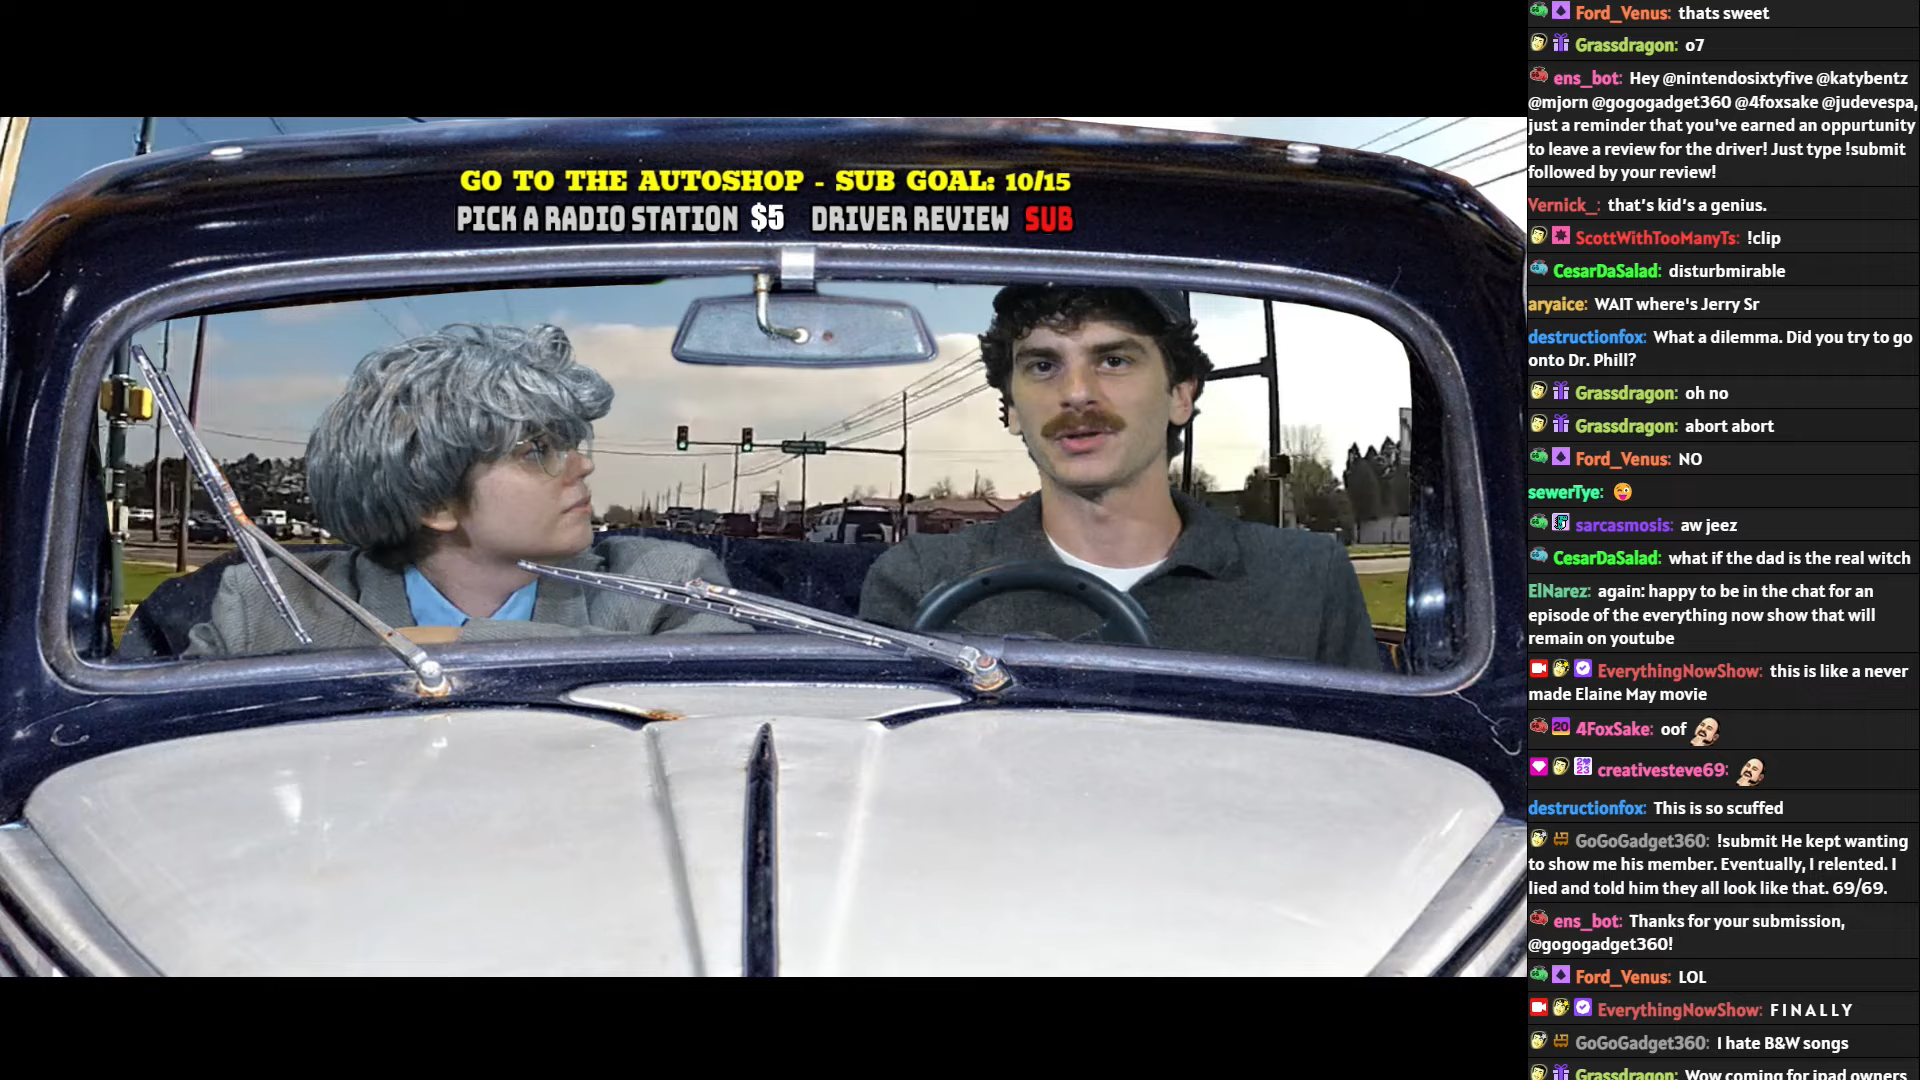 GO TO THE AUTOSHOP - SUB GOAL: 10/15
PICK A RADIO STATION $5 DRIVER REVIEW SUB
Ford_Venus: thats sweet
Grassdragon: o7
ens_bot: Hey @nintendosixtyfive @katybentz
@mjorn @gogogadget360 @4foxsake @judevespa,
just a reminder that you've earned an oppurtunity
to leave a review for the driver! Just type !submit
followed by your review!
Vernick_: that's kid's a genius.
ScottWithTooManyTs: !clip
CesarDaSalad: disturbmirable
aryaice: WAIT where's Jerry Sr
destructionfox: What a dilemma. Did you try to go
onto Dr. Phill?
Grassdragon: oh no
Grassdragon: abort abort
Ford_Venus: NO
sewerTye: 😜
sarcasmosis: aw jeez
CesarDaSalad: what if the dad is the real witch
ElNarez: again: happy to be in the chat for an
episode of the everything now show that will
remain on youtube
EverythingNowShow: this is like a never
made Elaine May movie
20 4FoxSake: oof
creativesteve69:
destructionfox: This is so scuffed
GoGoGadget360: !submit He kept wanting
to show me his member. Eventually, I relented. I
lied and told him they all look like that. 69/69.
ens_bot: Thanks for your submission,
@gogogadget360!
Ford_Venus: LOL
EverythingNowShow: F I N A L L Y
GoGoGadget360: I hate B&W songs
Grassdragon: Wow coming for ipad owners